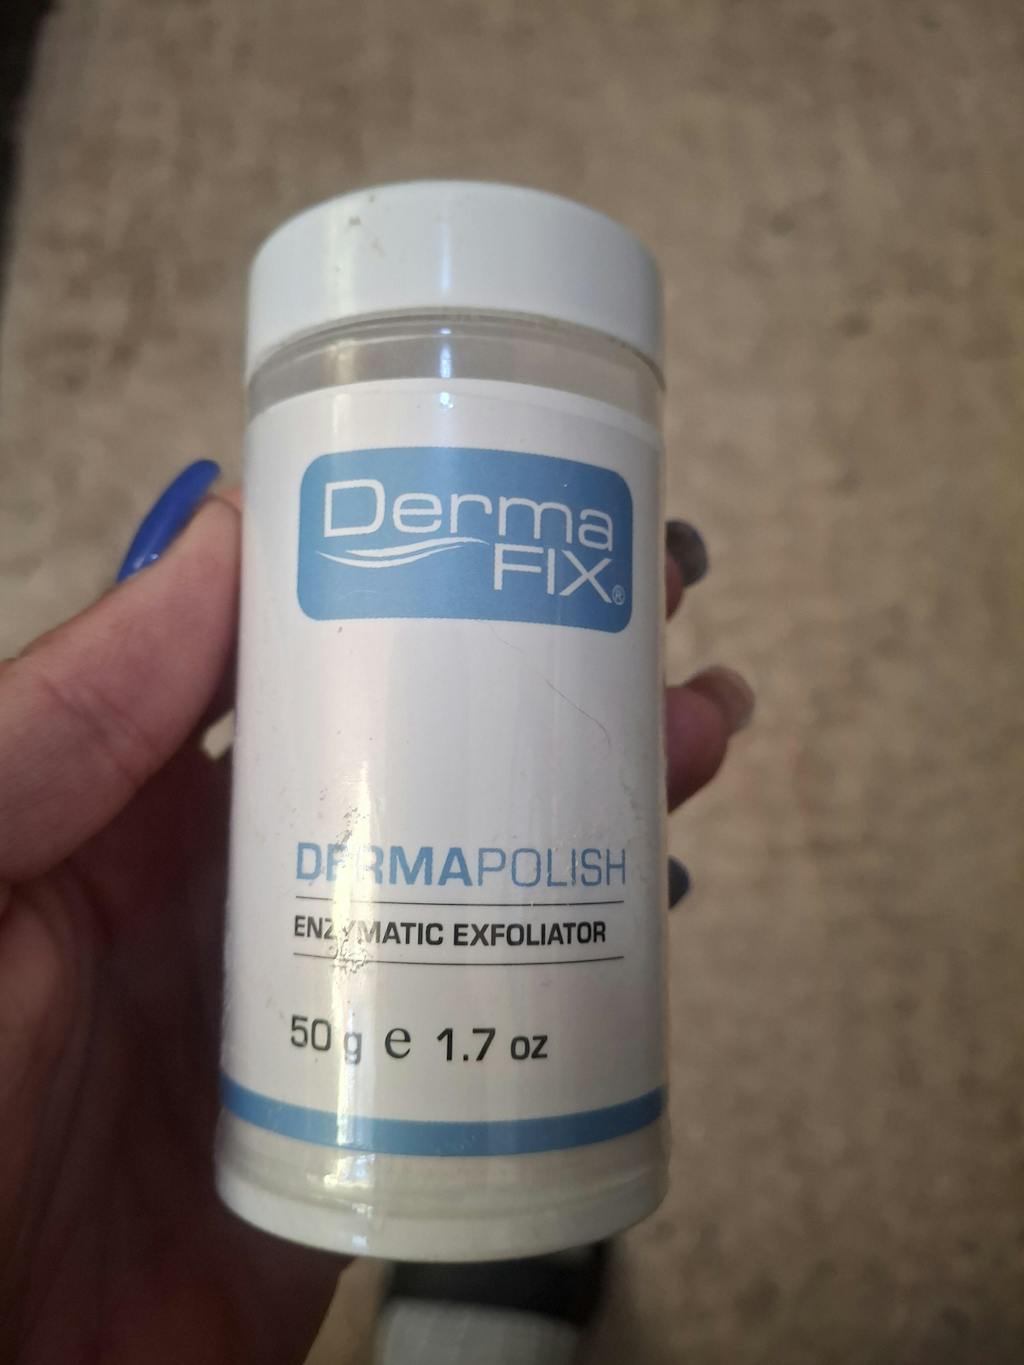 Derma
FIX®
DERMAPOLISH
ENZYMATIC EXFOLIATOR
50 g e 1.7 oz